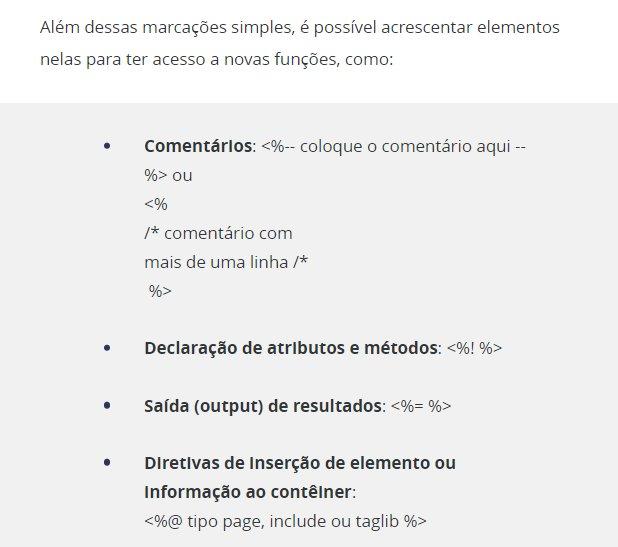 Além dessas marcações simples, é possível acrescentar elementos
nelas para ter acesso a novas funções, como:
• Comentários: <%-- coloque o comentário aqui --
%> ou
<%
/* comentário com
mais de uma linha /*
%>
• Declaração de atributos e métodos: <%! %>
• Saída (output) de resultados: <%= %>
• Diretivas de inserção de elemento ou
informação ao contêiner:
<%@ tipo page, include ou taglib %>